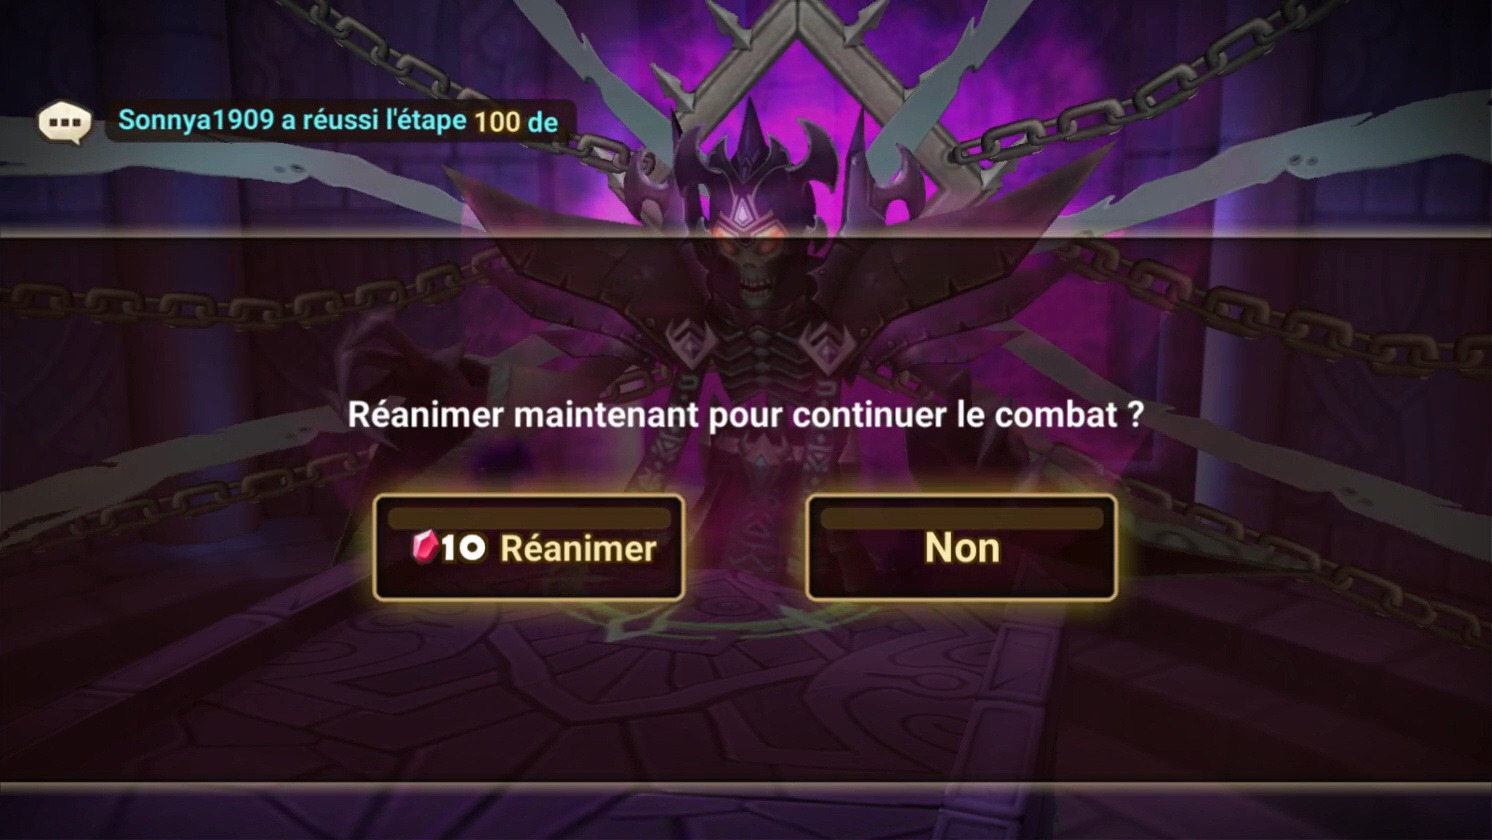 Sonnya1909 a réussi l'étape 100 de
Réanimer maintenant pour continuer le combat ?
10 Réanimer
Non